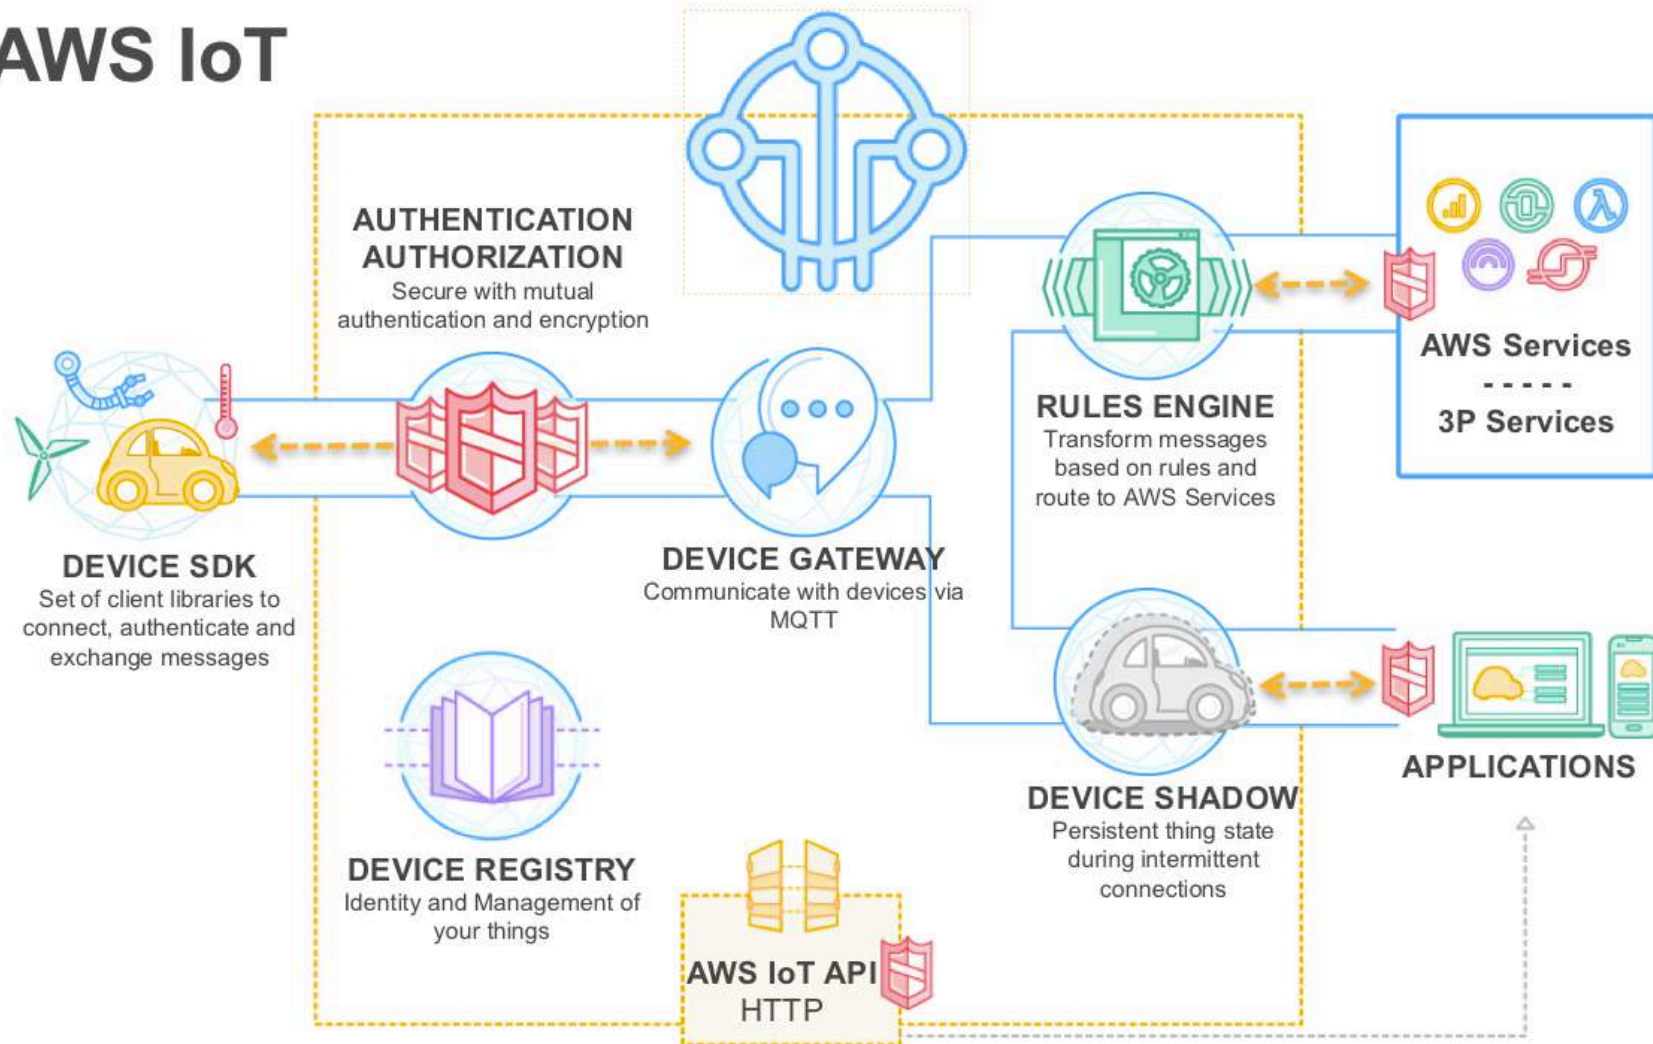 AWS IoT
AUTHENTICATION
AUTHORIZATION
Secure with mutual
authentication and encryption
DEVICE SDK
Set of client libraries to
connect, authenticate and
exchange messages
DEVICE GATEWAY
Communicate with devices via
MQTT
RULES ENGINE
Transform messages
based on rules and
route to AWS Services
AWS Services
-----
3P Services
DEVICE REGISTRY
Identity and Management of
your things
DEVICE SHADOW
Persistent thing state
during intermittent
connections
APPLICATIONS
AWS IoT API
HTTP